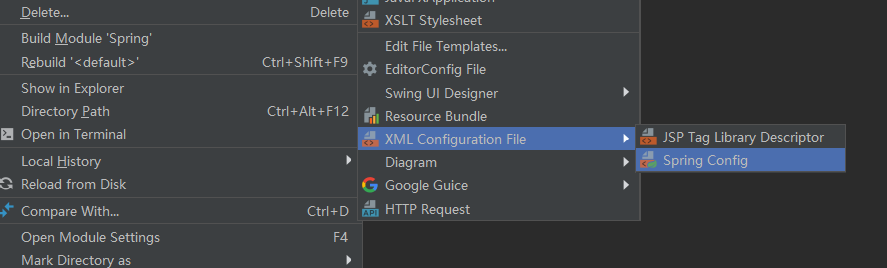 Delete... Delete
Build Module 'Spring'
Rebuild '<default>' Ctrl+Shift+F9
Show in Explorer
Directory Path Ctrl+Alt+F12
Open in Terminal
Local History
Reload from Disk
Compare With... Ctrl+D
Open Module Settings F4
Mark Directory as
XSLT Stylesheet
Edit File Templates...
EditorConfig File
Swing UI Designer
Resource Bundle
XML Configuration File
Diagram
Google Guice
HTTP Request
JSP Tag Library Descriptor
Spring Config